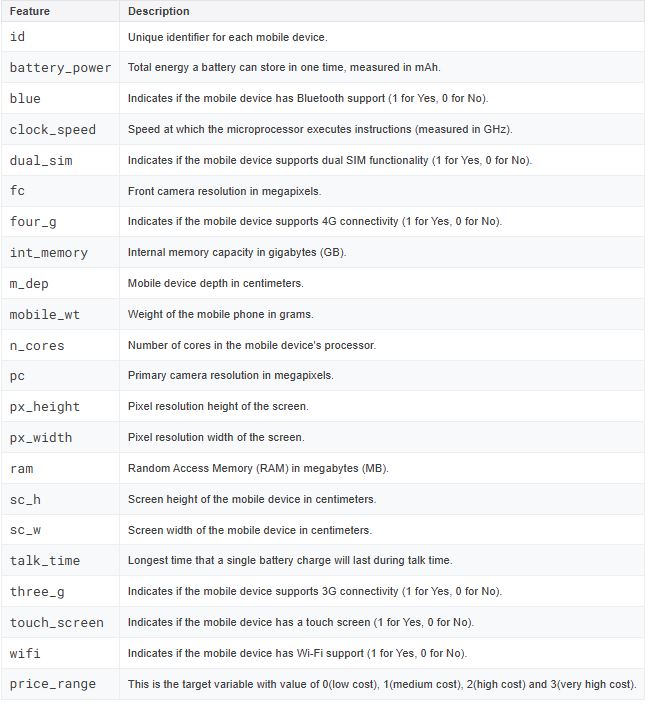 Feature Description
id Unique identifier for each mobile device.
battery_power Total energy a battery can store in one time, measured in mAh.
blue Indicates if the mobile device has Bluetooth support (1 for Yes, 0 for No).
clock_speed Speed at which the microprocessor executes instructions (measured in GHz).
dual_sim Indicates if the mobile device supports dual SIM functionality (1 for Yes, 0 for No).
fc Front camera resolution in megapixels.
four_g Indicates if the mobile device supports 4G connectivity (1 for Yes, 0 for No).
int_memory Internal memory capacity in gigabytes (GB).
m_dep Mobile device depth in centimeters.
mobile_wt Weight of the mobile phone in grams.
n_cores Number of cores in the mobile device's processor.
pc Primary camera resolution in megapixels.
px_height Pixel resolution height of the screen.
px_width Pixel resolution width of the screen.
ram Random Access Memory (RAM) in megabytes (MB).
sc_h Screen height of the mobile device in centimeters.
sc_w Screen width of the mobile device in centimeters.
talk_time Longest time that a single battery charge will last during talk time.
three_g Indicates if the mobile device supports 3G connectivity (1 for Yes, 0 for No).
touch_screen Indicates if the mobile device has a touch screen (1 for Yes, 0 for No).
wifi Indicates if the mobile device has Wi-Fi support (1 for Yes, 0 for No).
price_range This is the target variable with value of 0(low cost), 1(medium cost), 2(high cost) and 3(very high cost).